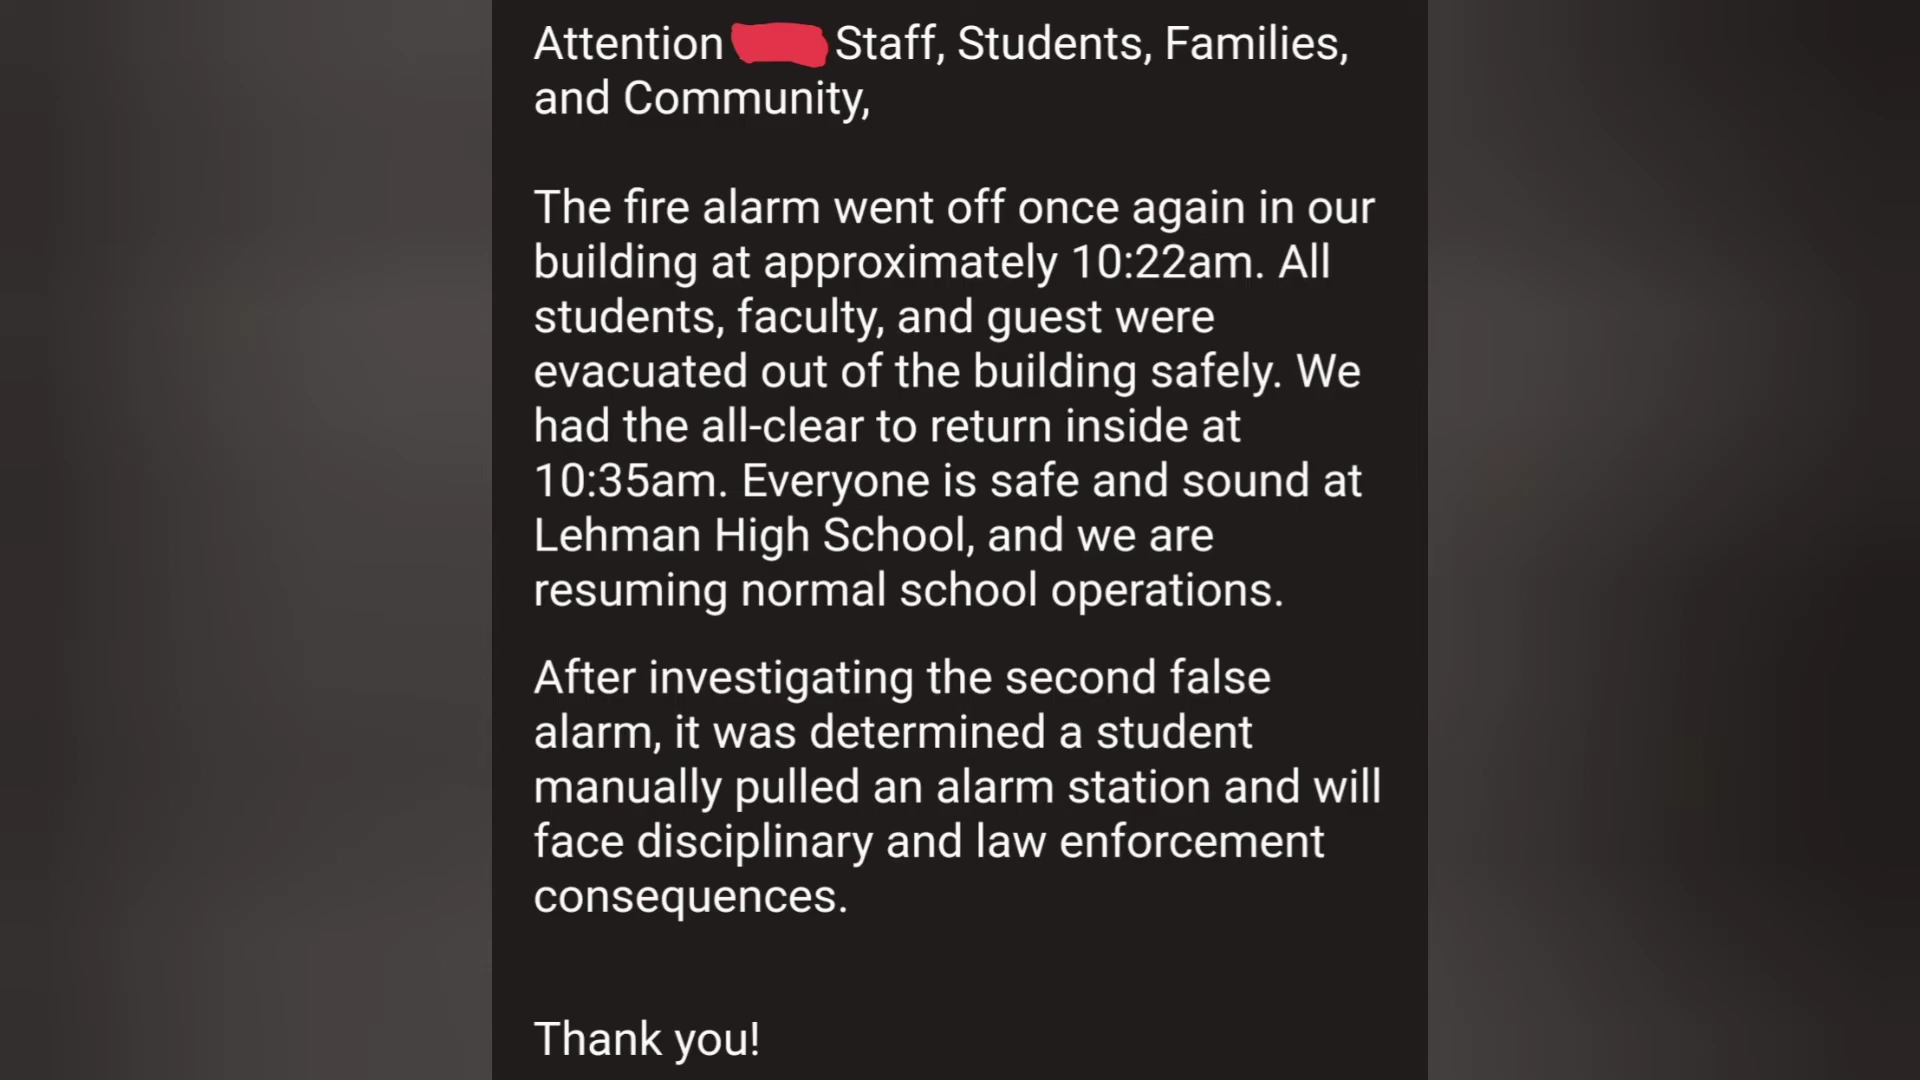 Attention Staff, Students, Families,
and Community,
The fire alarm went off once again in our
building at approximately 10:22am. All
students, faculty, and guest were
evacuated out of the building safely. We
had the all-clear to return inside at
10:35am. Everyone is safe and sound at
Lehman High School, and we are
resuming normal school operations.
After investigating the second false
alarm, it was determined a student
manually pulled an alarm station and will
face disciplinary and law enforcement
consequences.
Thank you!